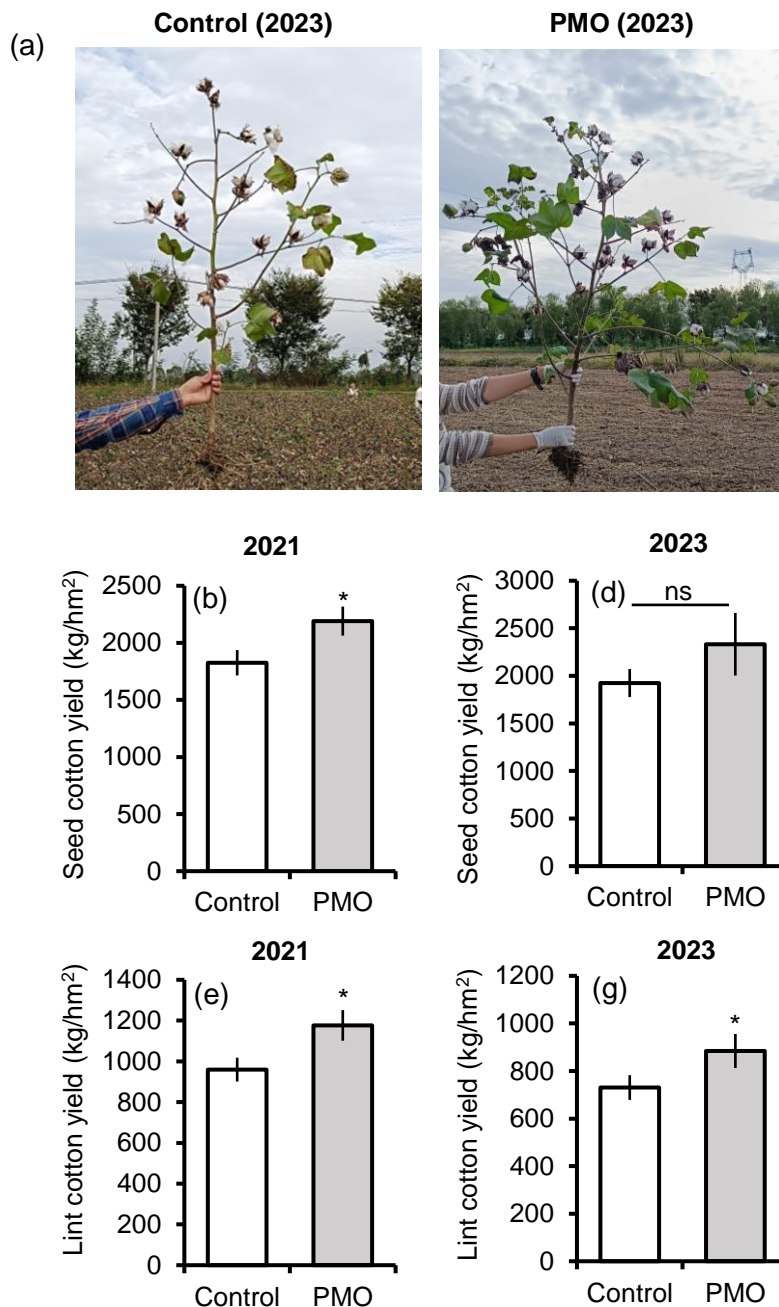 Control (2023)
PMO (2023)
(a)
2021
2023
(b)
Seed cotton yield (kg/hm²)
2500
2000
1500
1000
500
0
*
Control
PMO
(d)
Seed cotton yield (kg/hm²)
3000
2500
2000
1500
1000
500
0
ns
Control
PMO
2021
2023
(e)
Lint cotton yield (kg/hm²)
1400
1200
1000
800
600
400
200
0
*
Control
PMO
(g)
Lint cotton yield (kg/hm²)
1200
1000
800
600
400
200
0
*
Control
PMO